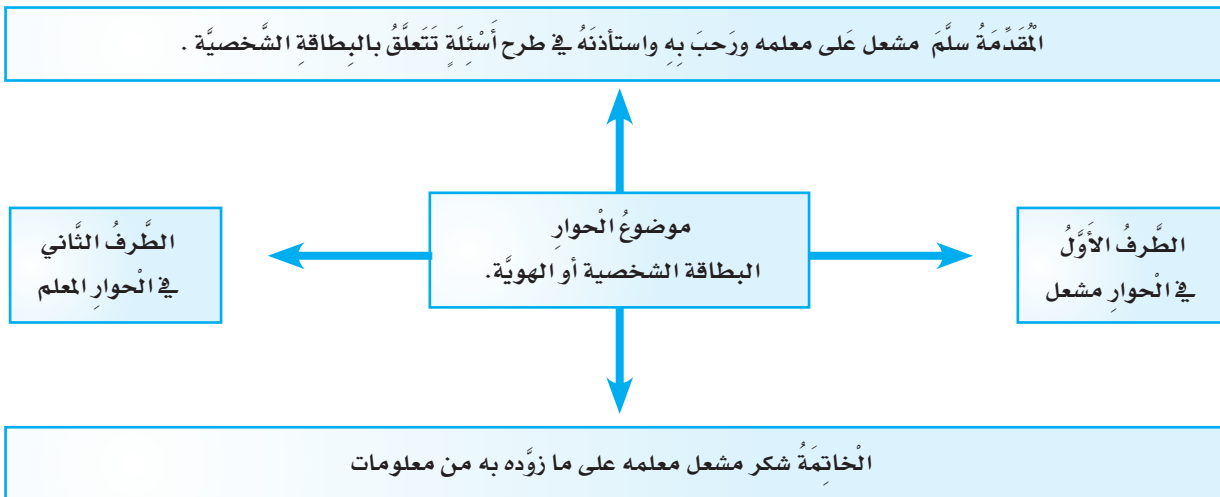 الْمُقَدِّمَةُ سلَّمَ مشعل عَلى معلمه ورَحبَ بِهِ واستأذنَهُ في طرح أَسْئِلَةٍ تَتَعلَّقُ بالبِطاقةِ الشَّخصيَّة .
موضوعُ الْحوارِ
البطاقة الشخصية أو الهويَّة.
الطَّرفُ الأَوَّلُ
في الْحوارِ مشعل
الطَّرفُ الثَّاني
في الْحوارِ المعلم
الْخاتِمَةُ شكر مشعل معلمه على ما زوَّده به من معلومات